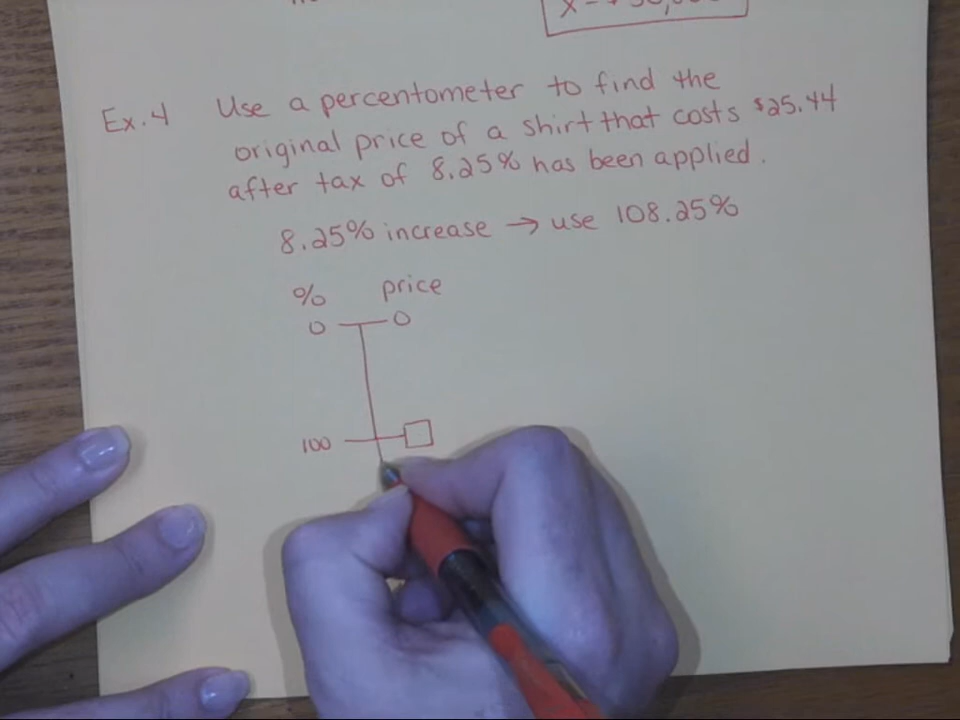 Ex. 4 Use a percentometer to find the
original price of a shirt that costs $25.44
after tax of 8.25% has been applied.
8.25% increase → use 108.25%
% price
0 0
100